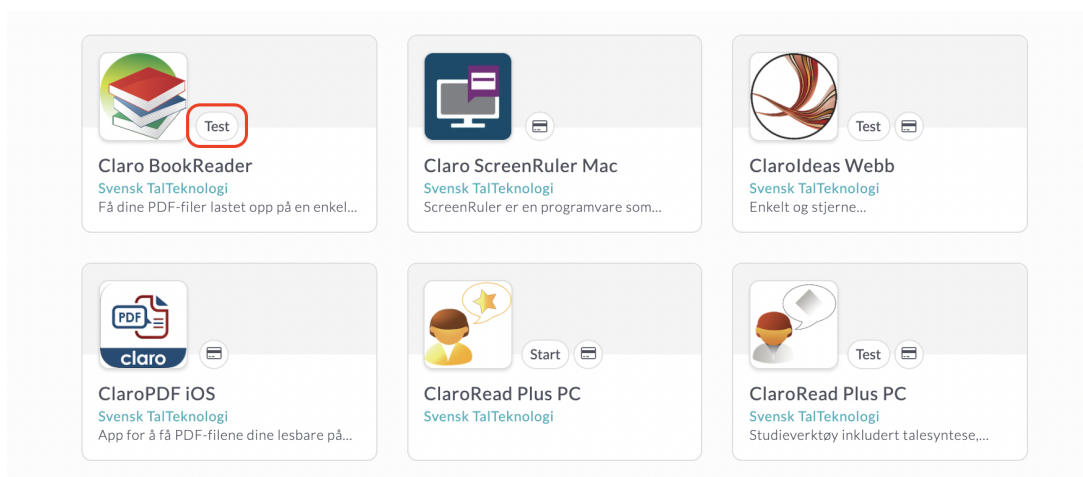 Test
Claro BookReader
Svensk TalTeknologi
Få dine PDF-filer lastet opp på en enkel...
Claro ScreenRuler Mac
Svensk TalTeknologi
ScreenRuler er en programvare som...
Test
ClaroIdeas Webb
Svensk TalTeknologi
Enkelt og stjerne...
PDF
claro
ClaroPDF iOS
Svensk TalTeknologi
App for å få PDF-filene dine lesbare på...
Start
ClaroRead Plus PC
Svensk TalTeknologi
Test
ClaroRead Plus PC
Svensk TalTeknologi
Studieverktøy inkludert talesyntese,...